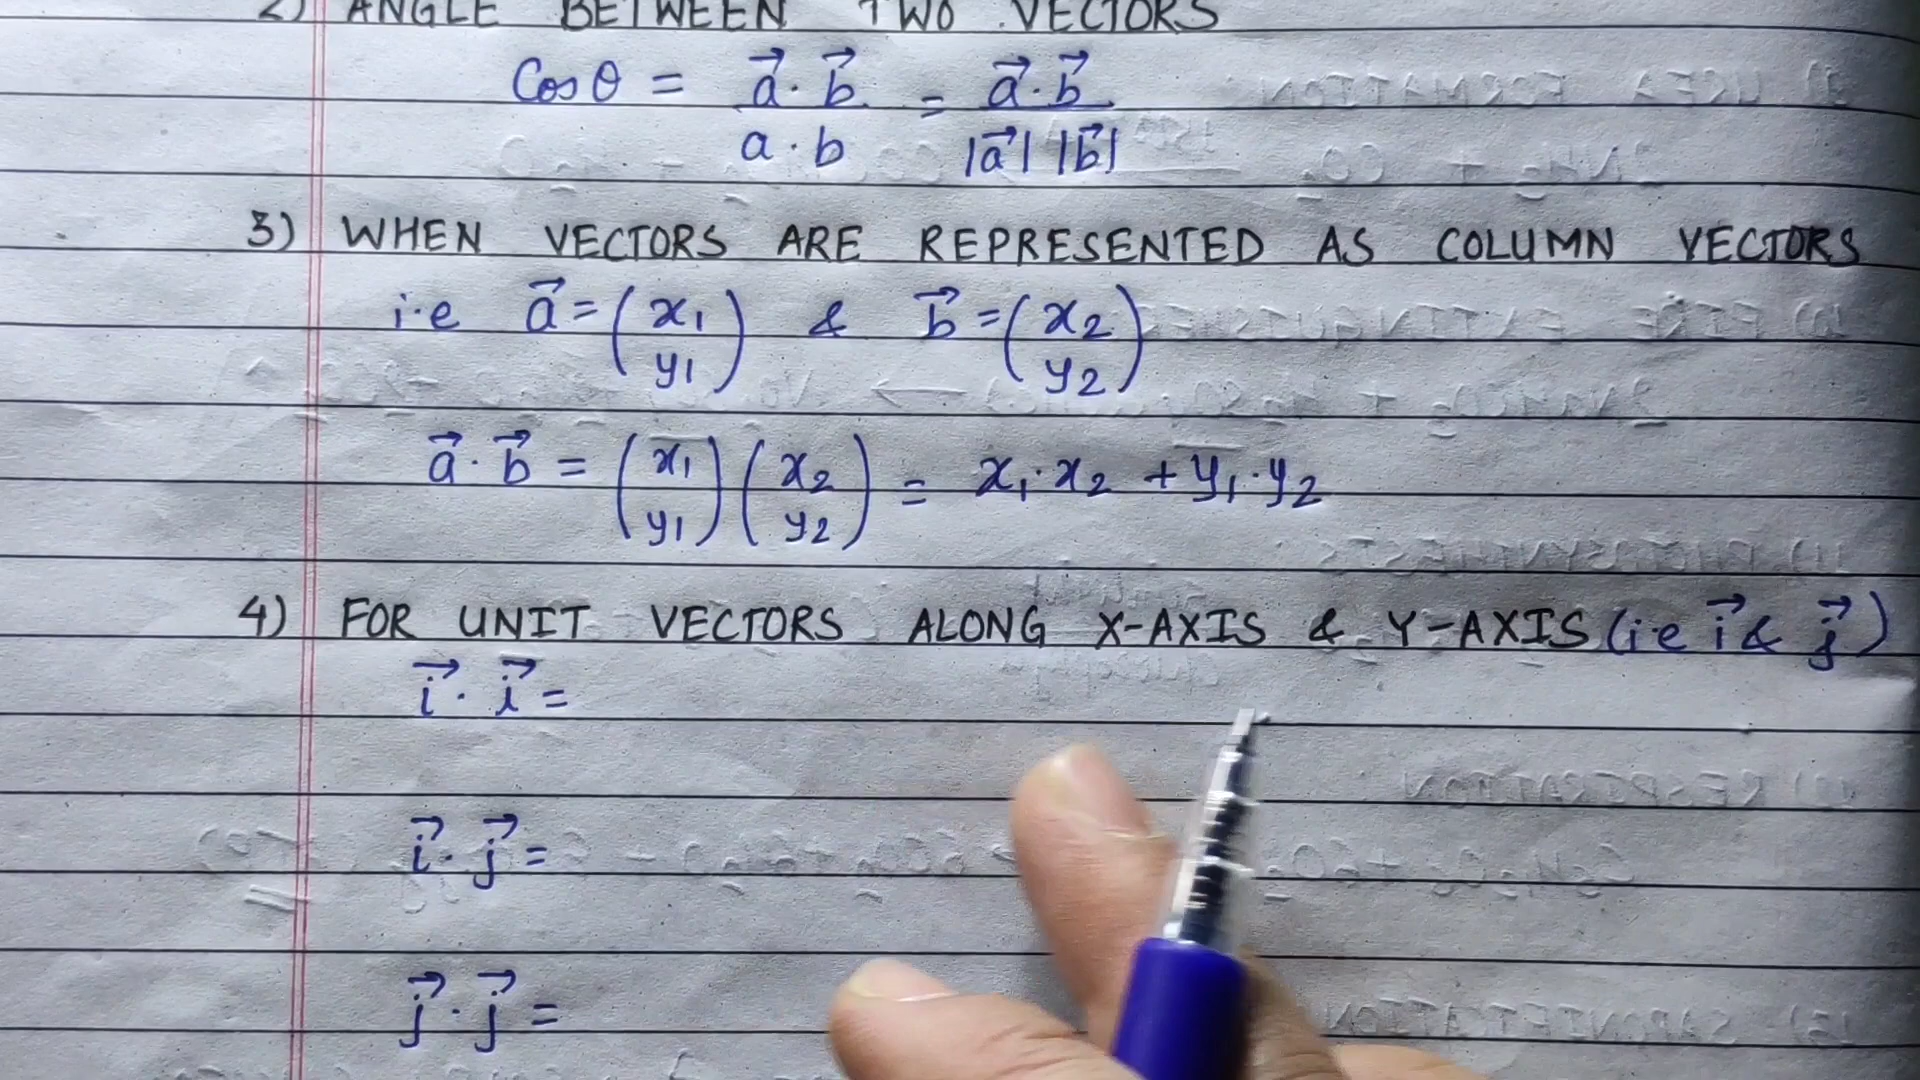 2) ANGLE BETWEEN TWO VECTORS
Cos θ = a⃗ · b⃗ / a · b = a⃗ · b⃗ / |a⃗| |b⃗|
3) WHEN VECTORS ARE REPRESENTED AS COLUMN VECTORS
i.e a⃗ = (x₁ y₁) & b⃗ = (x₂ y₂)
a⃗ · b⃗ = (x₁ y₁) (x₂ y₂) = x₁ · x₂ + y₁ · y₂
4) FOR UNIT VECTORS ALONG X-AXIS & Y-AXIS (i.e i⃗ & j⃗)
i⃗ · i⃗ =
i⃗ · j⃗ =
j⃗ · j⃗ =